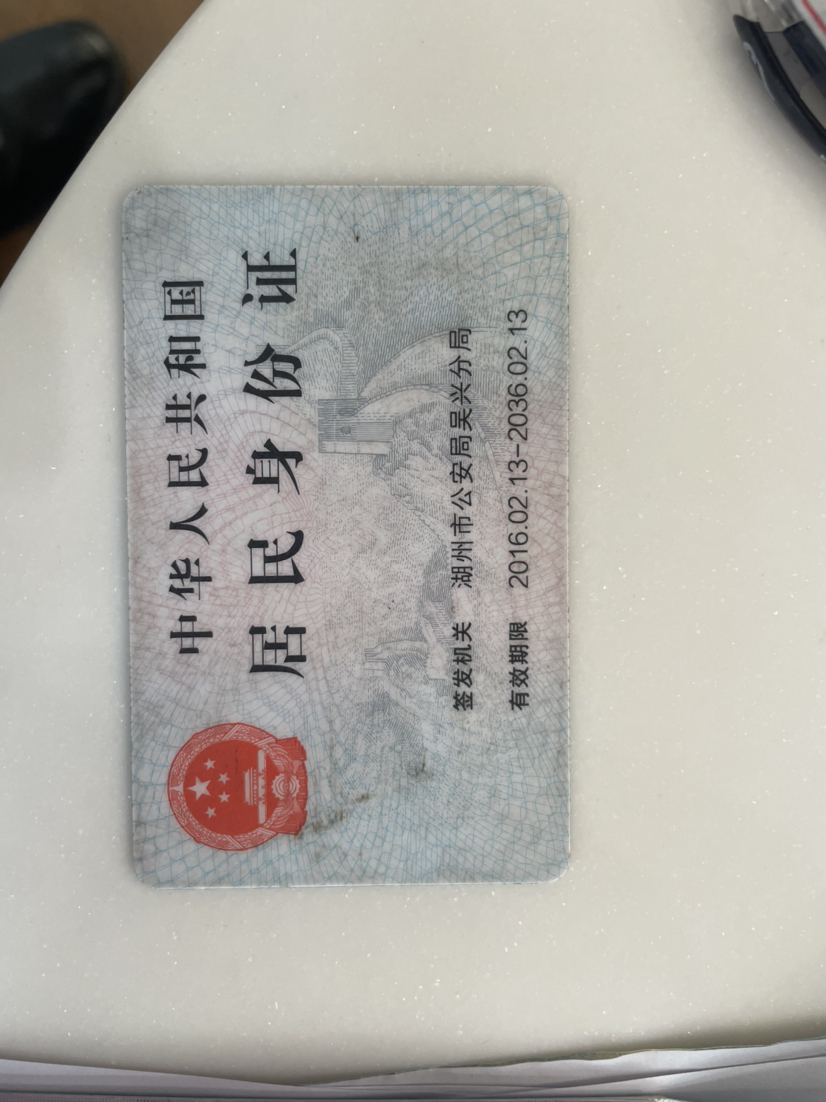 中华人民共和国
居民身份证
签发机关 湖州市公安局吴兴分局
有效期限 2016.02.13-2036.02.13